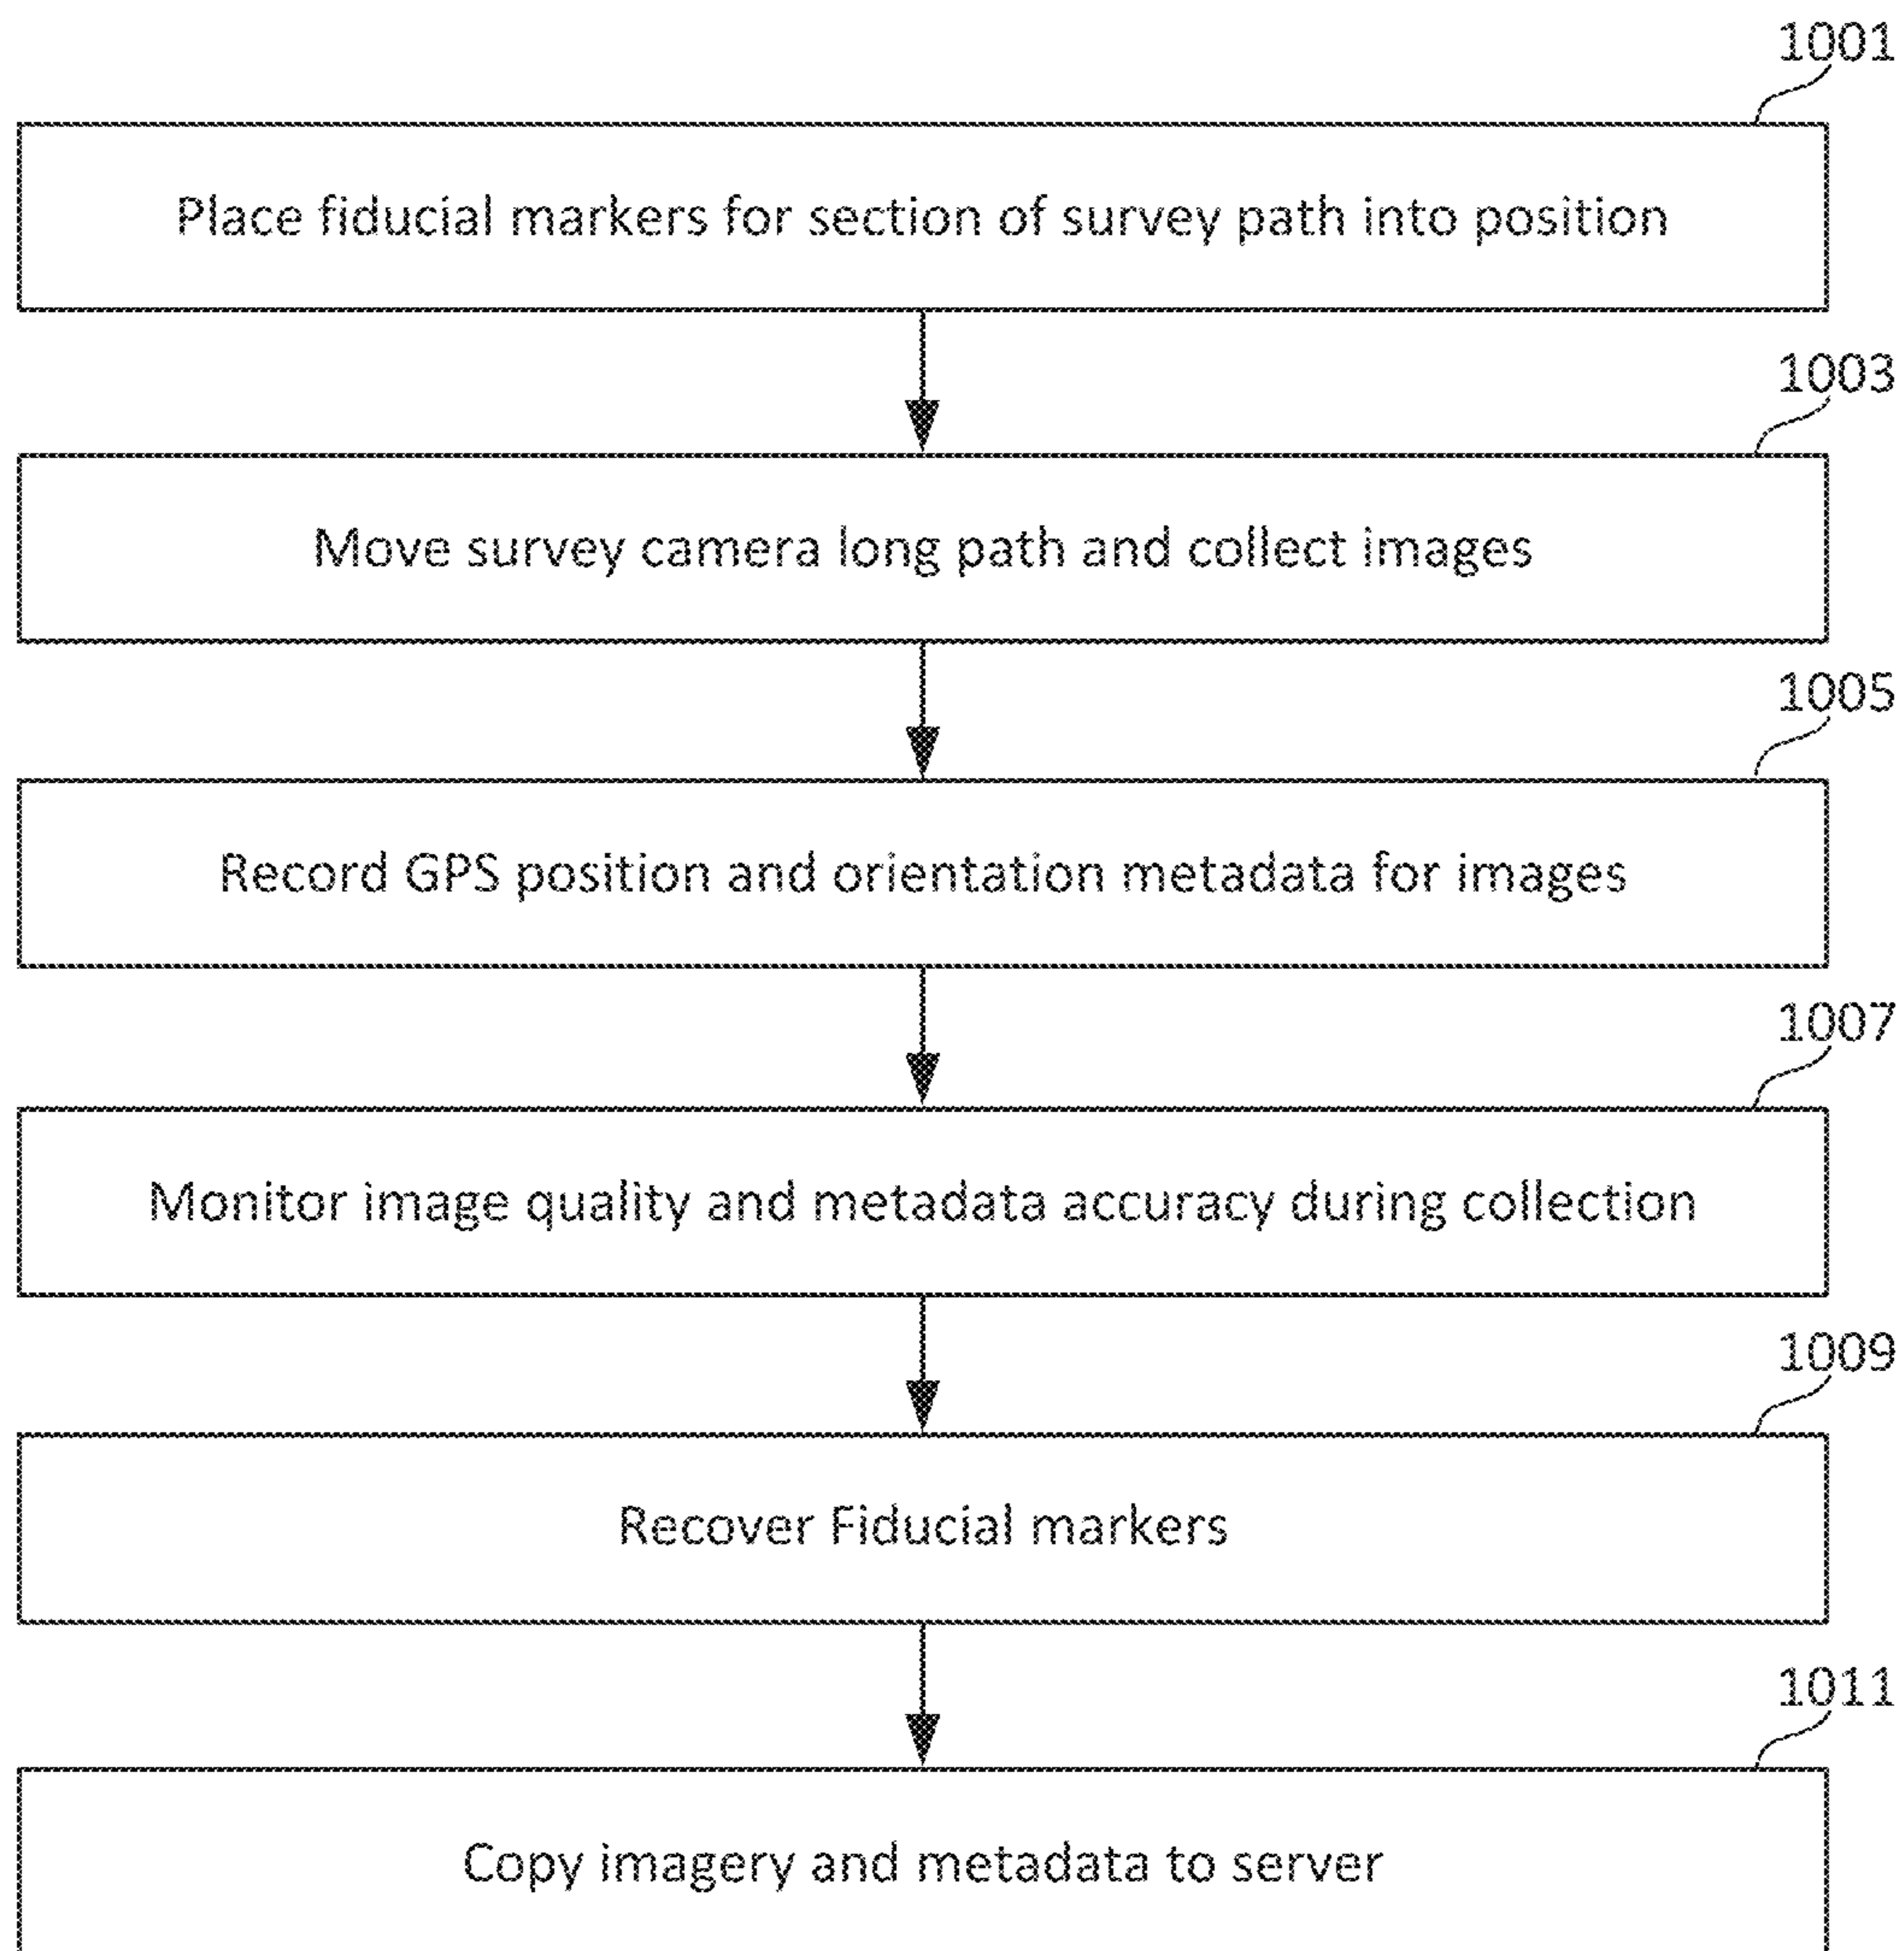 1001
Place fiducial markers for section of survey path into position
1003
Move survey camera long path and collect images
1005
Record GPS position and orientation metadata for images
1007
Monitor image quality and metadata accuracy during collection
1009
Recover Fiducial markers
1011
Copy imagery and metadata to server